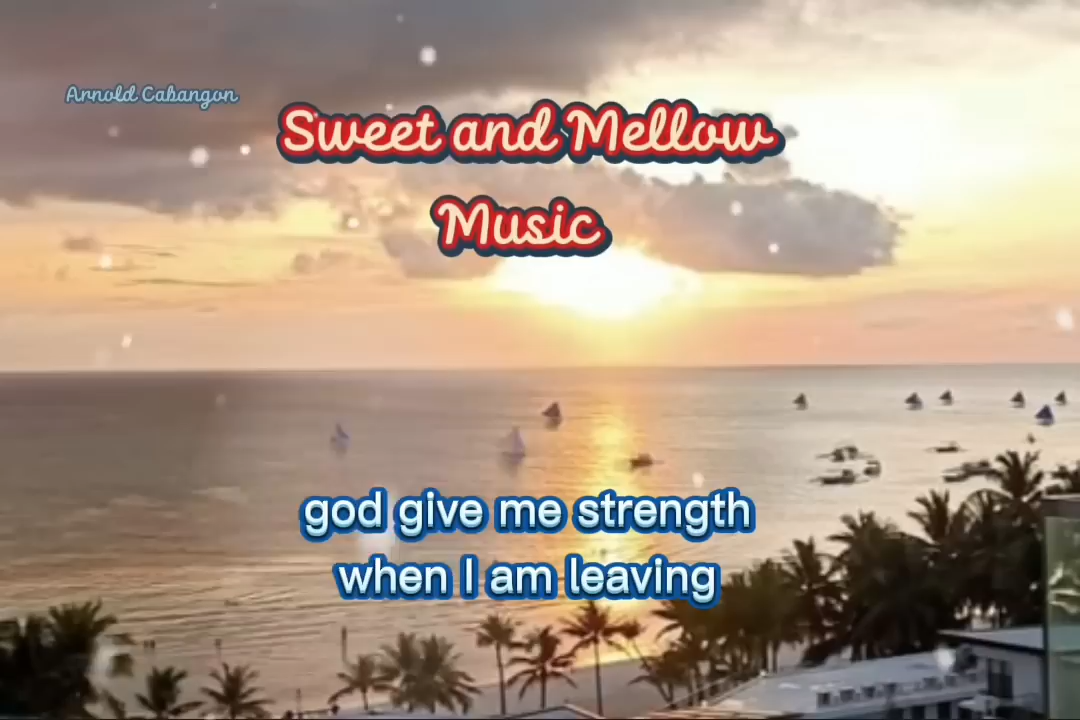 Arnold Cabangon
Sweet and Mellow
Music
god give me strength
when I am leaving